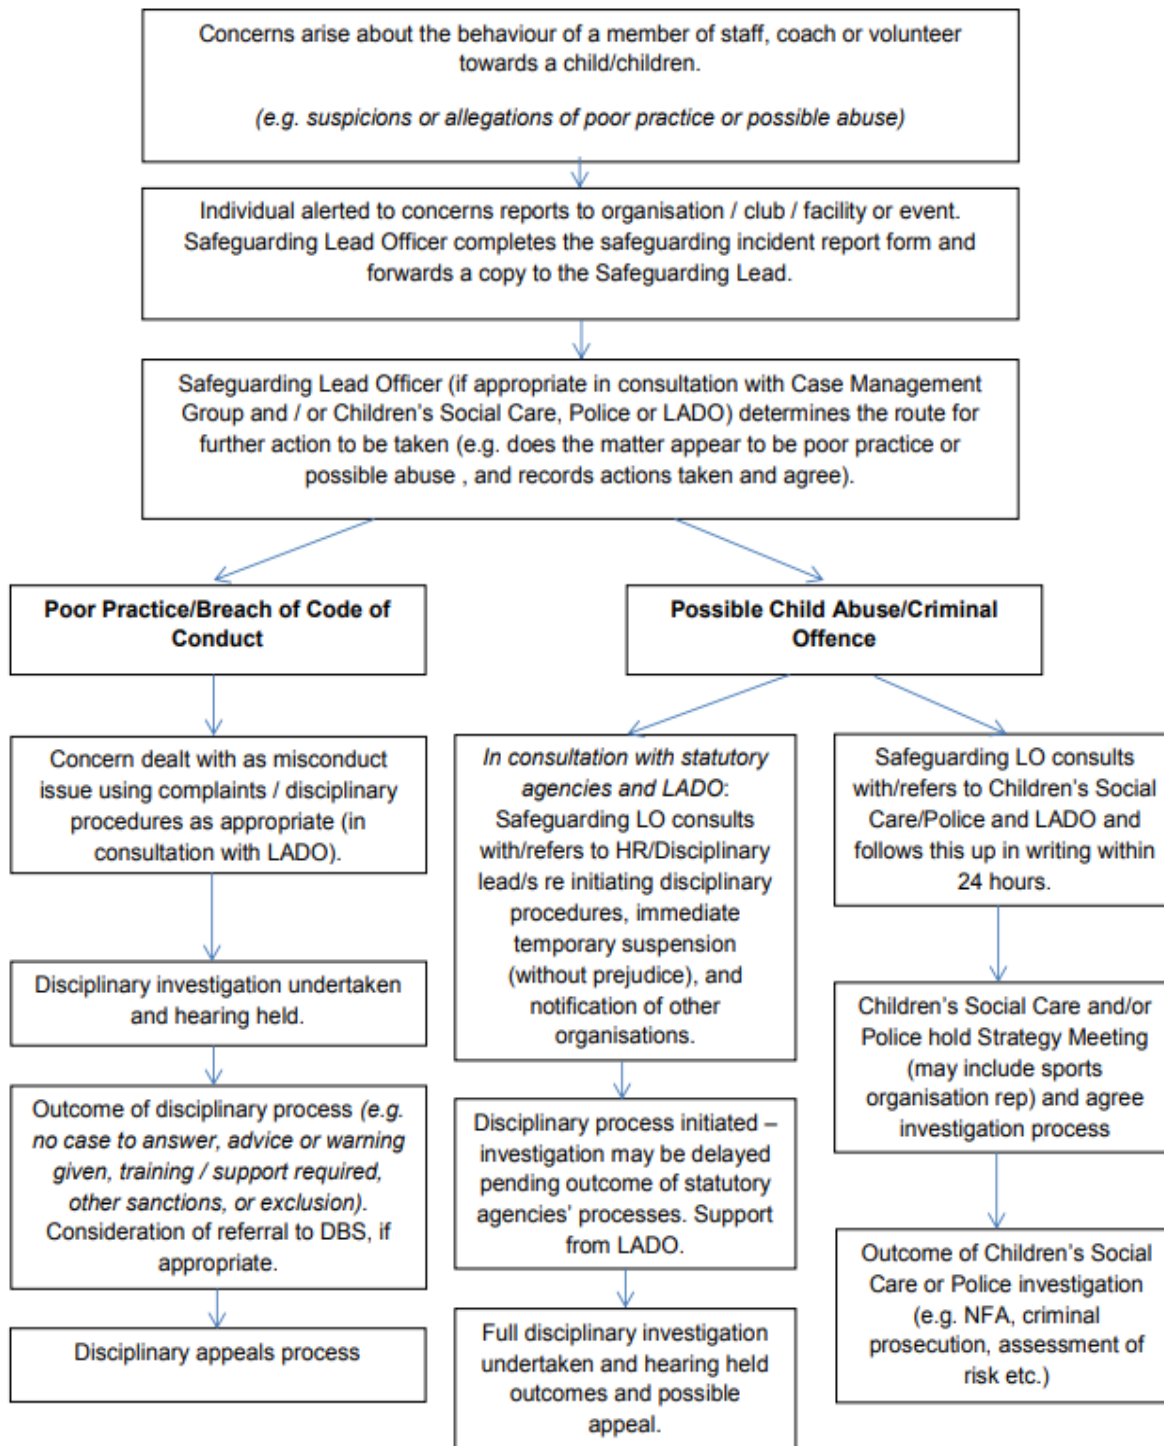 Concerns arise about the behaviour of a member of staff, coach or volunteer
towards a child/children.
(e.g. suspicions or allegations of poor practice or possible abuse)
Individual alerted to concerns reports to organisation / club / facility or event.
Safeguarding Lead Officer completes the safeguarding incident report form and
forwards a copy to the Safeguarding Lead.
Safeguarding Lead Officer (if appropriate in consultation with Case Management
Group and / or Children's Social Care, Police or LADO) determines the route for
further action to be taken (e.g. does the matter appear to be poor practice or
possible abuse , and records actions taken and agree).
Poor Practice/Breach of Code of
Conduct
Concern dealt with as misconduct
issue using complaints / disciplinary
procedures as appropriate (in
consultation with LADO).
Disciplinary investigation undertaken
and hearing held.
Outcome of disciplinary process (e.g.
no case to answer, advice or warning
given, training / support required,
other sanctions, or exclusion).
Consideration of referral to DBS, if
appropriate.
Disciplinary appeals process
Possible Child Abuse/Criminal
Offence
In consultation with statutory
agencies and LADO:
Safeguarding LO consults
with/refers to HR/Disciplinary
lead/s re initiating disciplinary
procedures, immediate
temporary suspension
(without prejudice), and
notification of other
organisations.
Disciplinary process initiated –
investigation may be delayed
pending outcome of statutory
agencies' processes. Support
from LADO.
Full disciplinary investigation
undertaken and hearing held
outcomes and possible
appeal.
Safeguarding LO consults
with/refers to Children's Social
Care/Police and LADO and
follows this up in writing within
24 hours.
Children's Social Care and/or
Police hold Strategy Meeting
(may include sports
organisation rep) and agree
investigation process
Outcome of Children's Social
Care or Police investigation
(e.g. NFA, criminal
prosecution, assessment of
risk etc.)